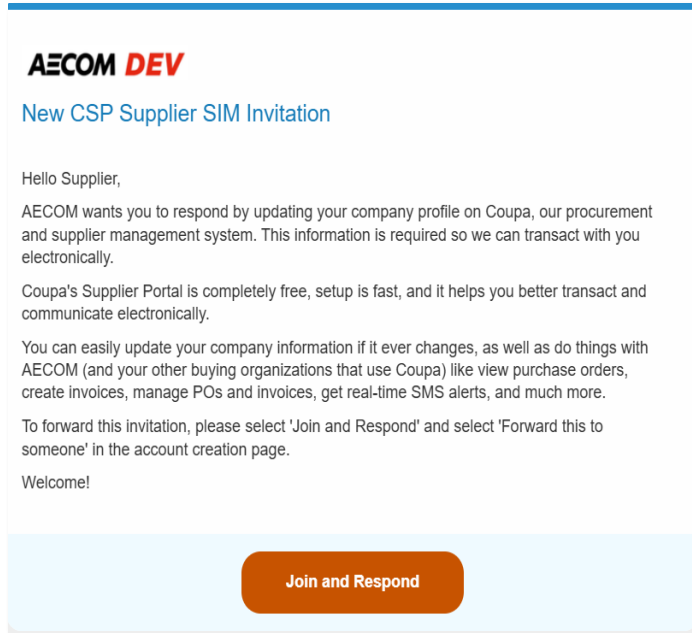 AECOM DEV
New CSP Supplier SIM Invitation
Hello Supplier,
AECOM wants you to respond by updating your company profile on Coupa, our procurement
and supplier management system. This information is required so we can transact with you
electronically.
Coupa's Supplier Portal is completely free, setup is fast, and it helps you better transact and
communicate electronically.
You can easily update your company information if it ever changes, as well as do things with
AECOM (and your other buying organizations that use Coupa) like view purchase orders,
create invoices, manage POs and invoices, get real-time SMS alerts, and much more.
To forward this invitation, please select 'Join and Respond' and select 'Forward this to
someone' in the account creation page.
Welcome!
Join and Respond